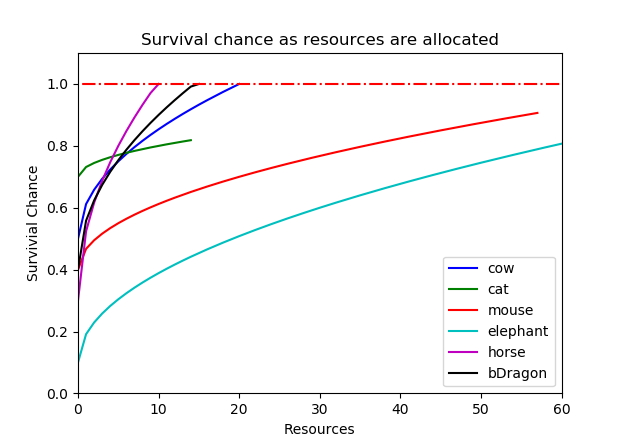 Survival chance as resources are allocated
1.0
0.8
0.6
0.4
0.2
0.0
Survivial Chance
cow
cat
mouse
elephant
horse
bDragon
0 10 20 30 40 50 60
Resources